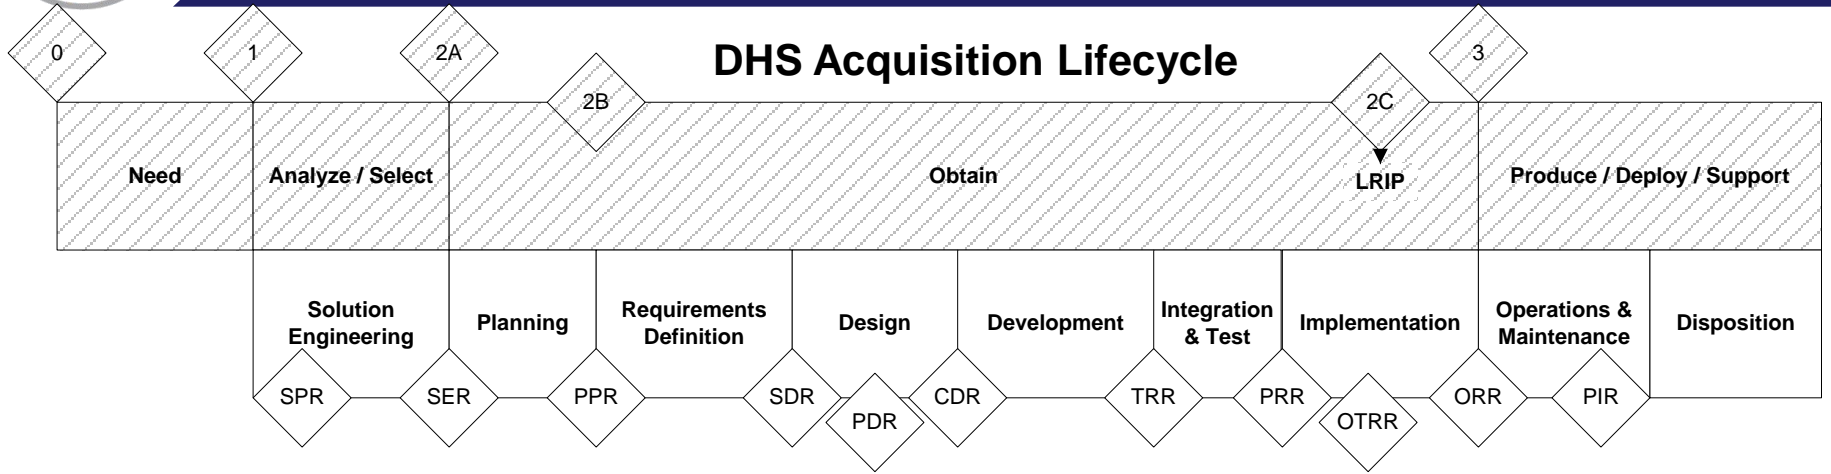 DHS Acquisition Lifecycle
0
1
2A
2B
2C
3
Need
Analyze / Select
Obtain
LRIP
Produce / Deploy / Support
Solution
Engineering
Planning
Requirements
Definition
Design
Development
Integration
& Test
Implementation
Operations &
Maintenance
Disposition
SPR
SER
PPR
SDR
PDR
CDR
TRR
PRR
OTRR
ORR
PIR